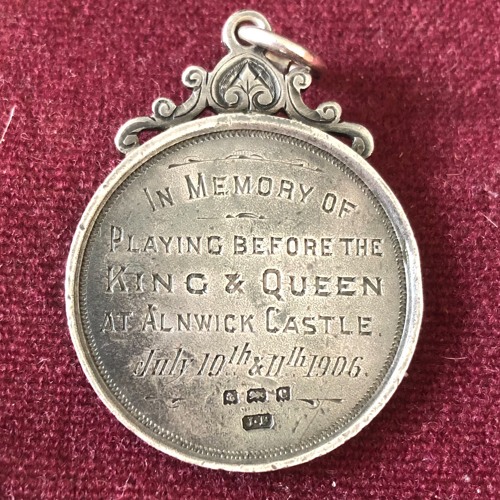 IN MEMORY OF
PLAYING BEFORE THE
KING & QUEEN
AT ALNWICK CASTLE.
July 10th & 11th 1906.